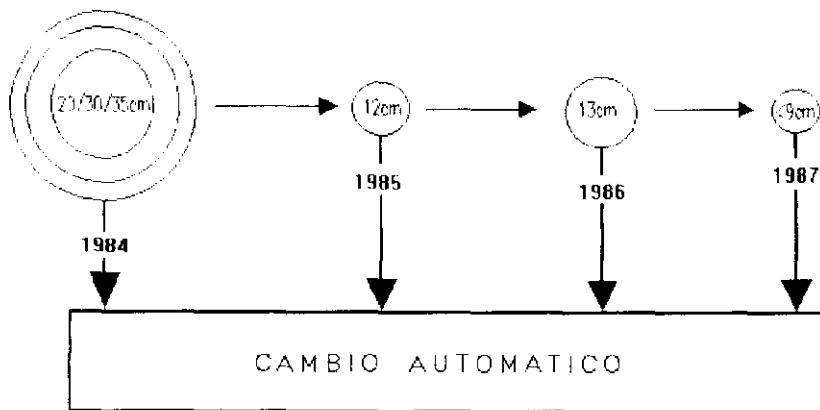 20/30/35cm
12cm
13cm
<9cm
1984
1985
1986
1987
CAMBIO AUTOMATICO